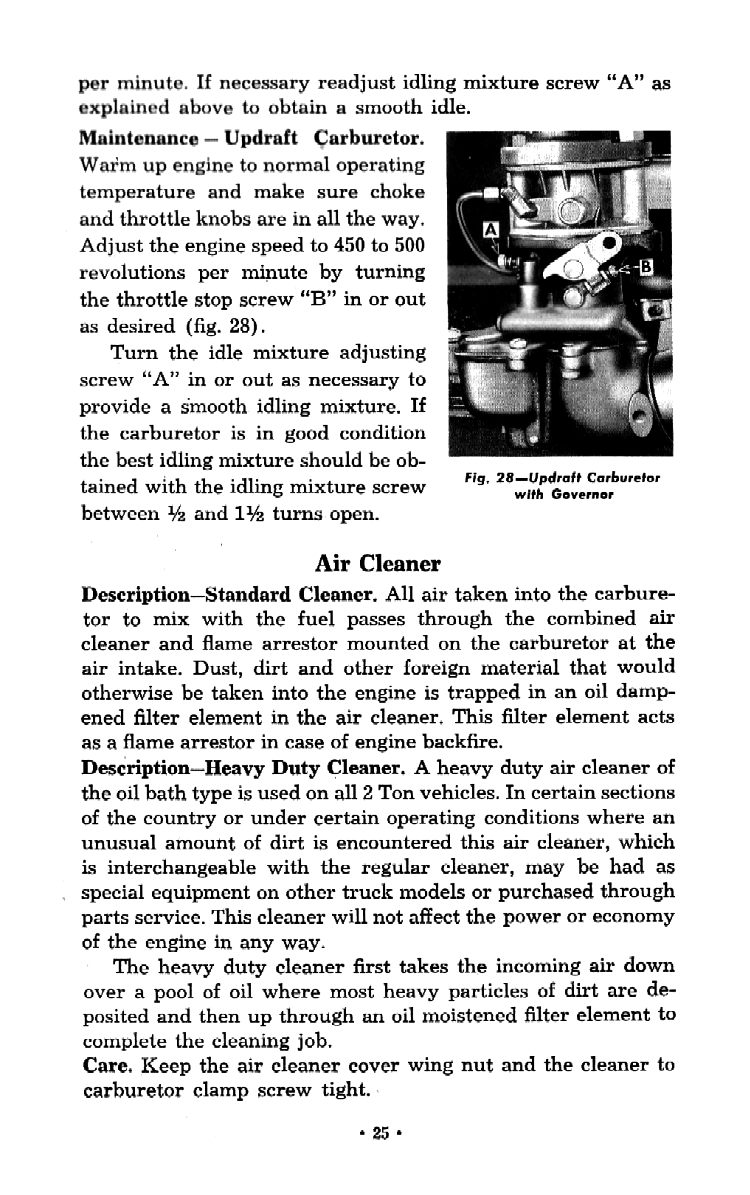 per minute. If necessary readjust idling mixture screw “A” as
explained above to obtain a smooth idle.
Maintenance – Updraft Carburetor.
Warm up engine to normal operating
temperature and make sure choke
and throttle knobs are in all the way.
Adjust the engine speed to 450 to 500
revolutions per minute by turning
the throttle stop screw “B” in or out
as desired (fig. 28).
Turn the idle mixture adjusting
screw “A” in or out as necessary to
provide a smooth idling mixture. If
the carburetor is in good condition
the best idling mixture should be ob-
tained with the idling mixture screw
between ½ and 1½ turns open.
A
B
Fig. 28—Updraft Carburetor
with Governor
Air Cleaner
Description—Standard Cleaner. All air taken into the carbure-
tor to mix with the fuel passes through the combined air
cleaner and flame arrestor mounted on the carburetor at the
air intake. Dust, dirt and other foreign material that would
otherwise be taken into the engine is trapped in an oil damp-
ened filter element in the air cleaner. This filter element acts
as a flame arrestor in case of engine backfire.
Description—Heavy Duty Cleaner. A heavy duty air cleaner of
the oil bath type is used on all 2 Ton vehicles. In certain sections
of the country or under certain operating conditions where an
unusual amount of dirt is encountered this air cleaner, which
is interchangeable with the regular cleaner, may be had as
special equipment on other truck models or purchased through
parts service. This cleaner will not affect the power or economy
of the engine in any way.
The heavy duty cleaner first takes the incoming air down
over a pool of oil where most heavy particles of dirt are de-
posited and then up through an oil moistened filter element to
complete the cleaning job.
Care. Keep the air cleaner cover wing nut and the cleaner to
carburetor clamp screw tight.
• 25 •